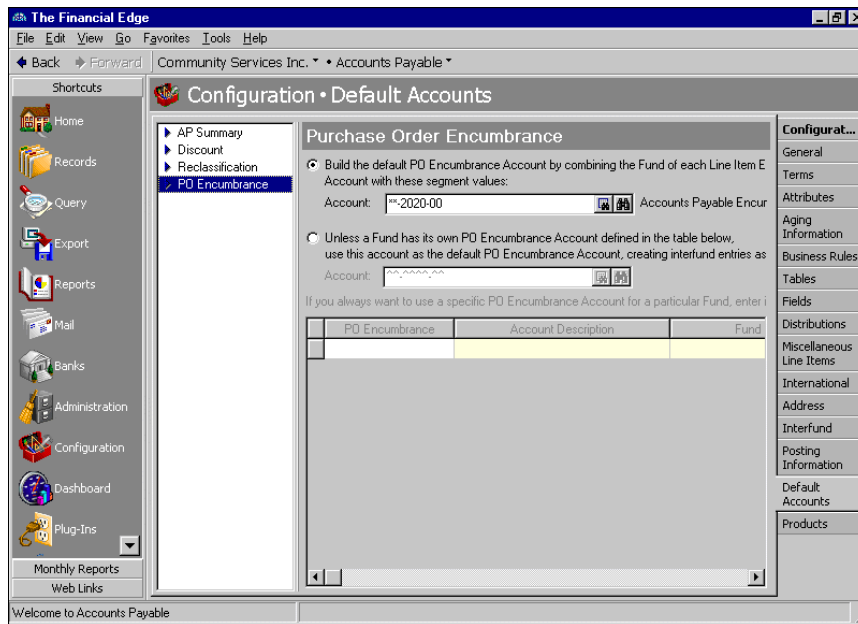 The Financial Edge
File Edit View Go Favorites Tools Help
Back Forward Community Services Inc. • Accounts Payable
Shortcuts
Home
Records
Query
Export
Reports
Mail
Banks
Administration
Configuration
Dashboard
Plug-Ins
Monthly Reports
Web Links
Configuration • Default Accounts
AP Summary
Discount
Reclassification
PO Encumbrance
Purchase Order Encumbrance
Build the default PO Encumbrance Account by combining the Fund of each Line Item E
Account with these segment values:
Account: **-2020-00 Accounts Payable Encur
Unless a Fund has its own PO Encumbrance Account defined in the table below,
use this account as the default PO Encumbrance Account, creating interfund entries as
Account: ^^-^^^^-^^
If you always want to use a specific PO Encumbrance Account for a particular Fund, enter i
PO Encumbrance Account Description Fund
Configurat...
General
Terms
Attributes
Aging
Information
Business Rules
Tables
Fields
Distributions
Miscellaneous
Line Items
International
Address
Interfund
Posting
Information
Default
Accounts
Products
Welcome to Accounts Payable